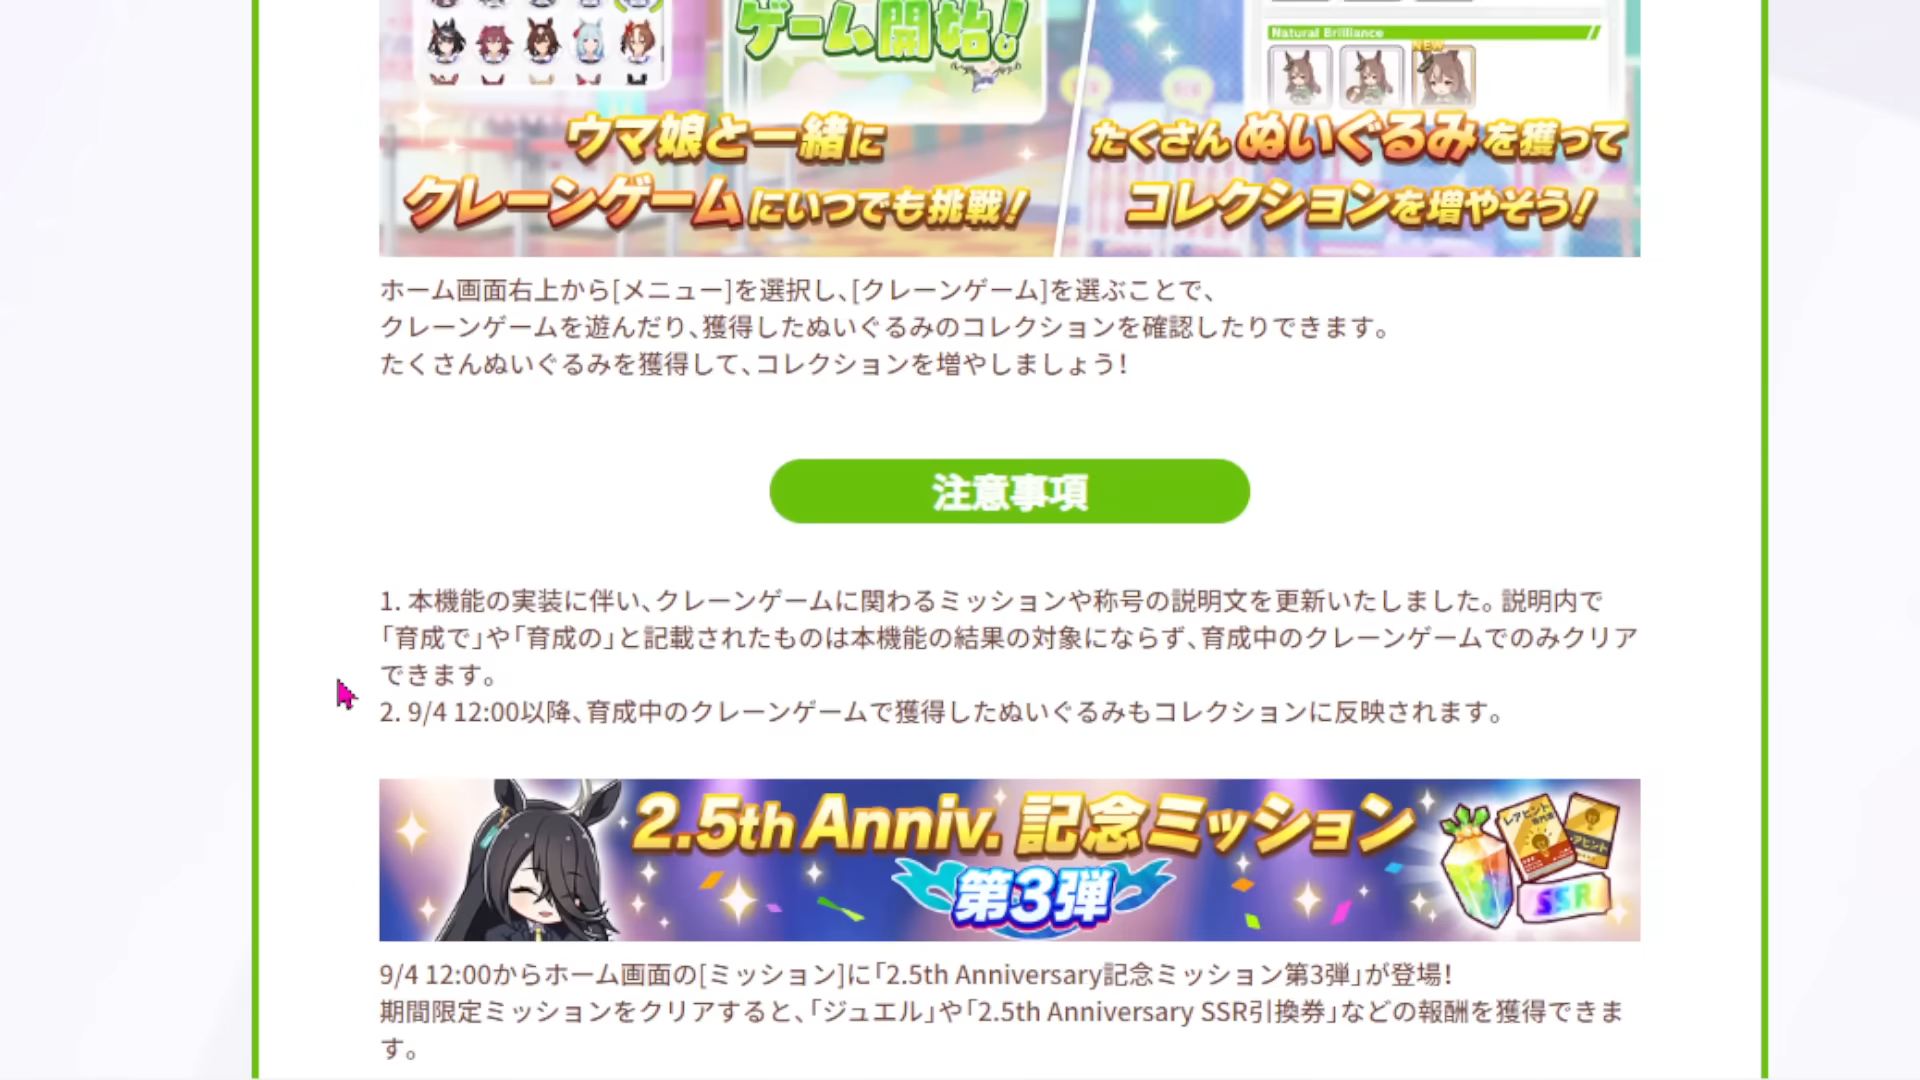 ゲーム開始!
Natural Brilliance
NEW
ウマ娘と一緒に
クレーンゲームにいつでも挑戦!
たくさんぬいぐるみを獲って
コレクションを増やそう!
ホーム画面右上から[メニュー]を選択し、[クレーンゲーム]を選ぶことで、
クレーンゲームを遊んだり、獲得したぬいぐるみのコレクションを確認したりできます。
たくさんぬいぐるみを獲得して、コレクションを増やしましょう!
注意事項
1. 本機能の実装に伴い、クレーンゲームに関わるミッションや称号の説明文を更新いたしました。説明内で
「育成で」や「育成の」と記載されたものは本機能の結果の対象にならず、育成中のクレーンゲームでのみクリア
できます。
2. 9/4 12:00以降、育成中のクレーンゲームで獲得したぬいぐるみもコレクションに反映されます。
2.5th Anniv. 記念ミッション
第3弾
SSR
9/4 12:00からホーム画面の[ミッション]に「2.5th Anniversary記念ミッション第3弾」が登場!
期間限定ミッションをクリアすると、「ジュエル」や「2.5th Anniversary SSR引換券」などの報酬を獲得できま
す。